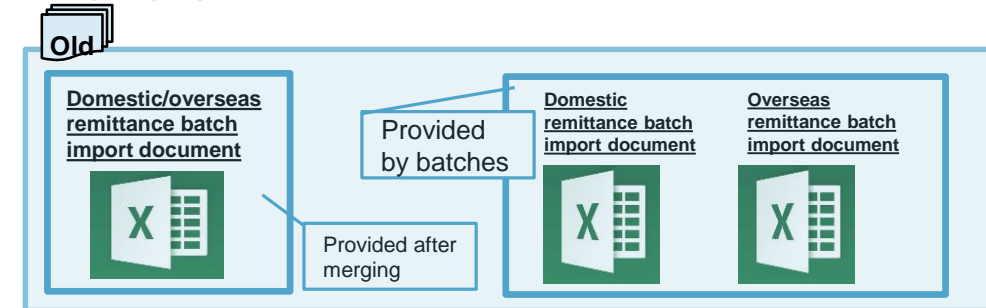 Old
Domestic/overseas
remittance batch
import document
Provided after
merging
Provided
by batches
Domestic
remittance batch
import document
Overseas
remittance batch
import document